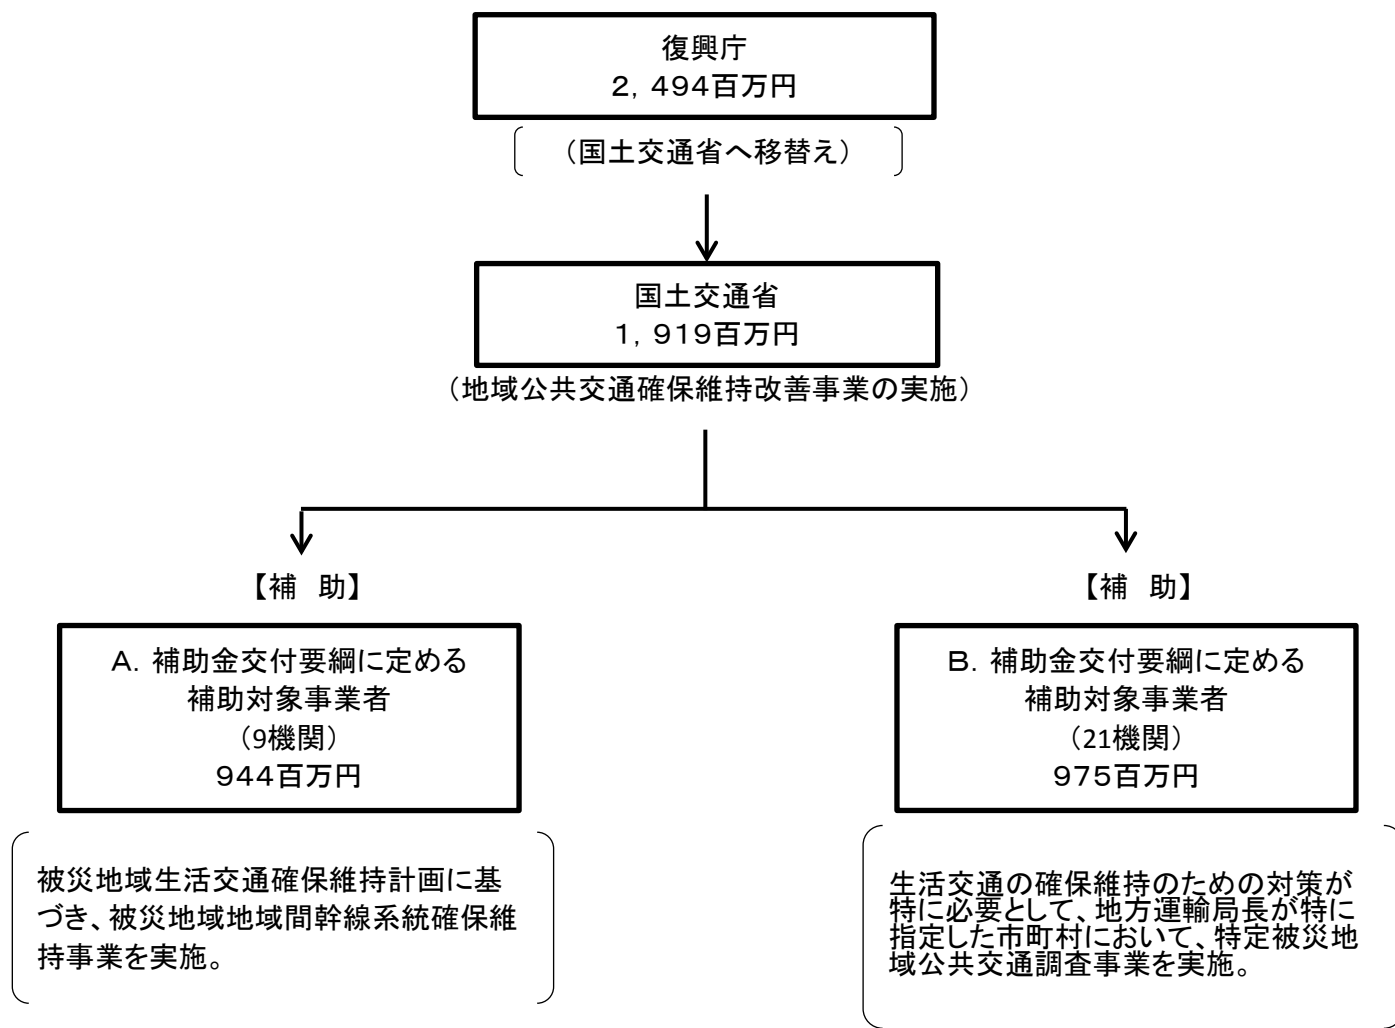 復興庁
２，４９４百万円
（国土交通省へ移替え）
国土交通省
１，９１９百万円
（地域公共交通確保維持改善事業の実施）
【補　助】
Ａ．補助金交付要綱に定める
補助対象事業者
（9機関）
９４４百万円
被災地域生活交通確保維持計画に基
づき、被災地域地域間幹線系統確保維
持事業を実施。
【補　助】
Ｂ．補助金交付要綱に定める
補助対象事業者
（21機関）
９７５百万円
生活交通の確保維持のための対策が
特に必要として、地方運輸局長が特に
指定した市町村において、特定被災地
域公共交通調査事業を実施。